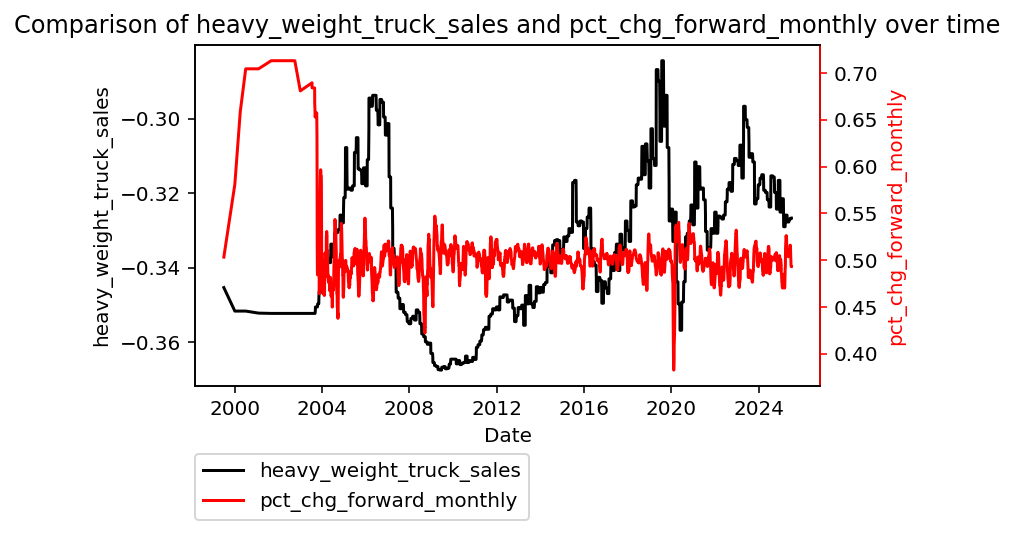 Comparison of heavy_weight_truck_sales and pct_chg_forward_monthly over time
heavy_weight_truck_sales
−0.30
−0.32
−0.34
−0.36
0.70
0.65
0.60
0.55
0.50
0.45
0.40
pct_chg_forward_monthly
2000 2004 2008 2012 2016 2020 2024
Date
heavy_weight_truck_sales
pct_chg_forward_monthly